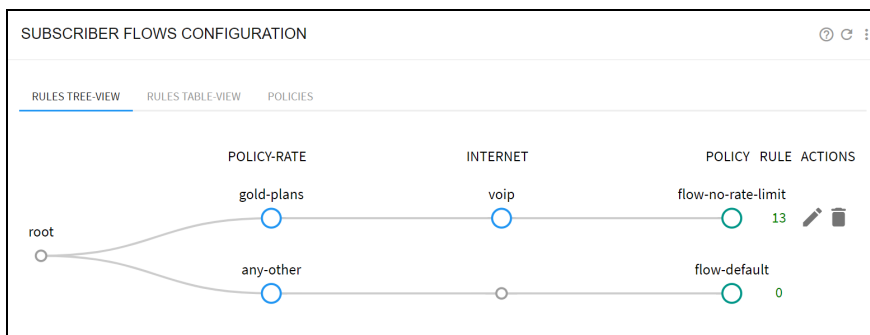 SUBSCRIBER FLOWS CONFIGURATION
RULES TREE-VIEW RULES TABLE-VIEW POLICIES
POLICY-RATE INTERNET POLICY RULE ACTIONS
gold-plans voip flow-no-rate-limit
13
root
any-other flow-default
0